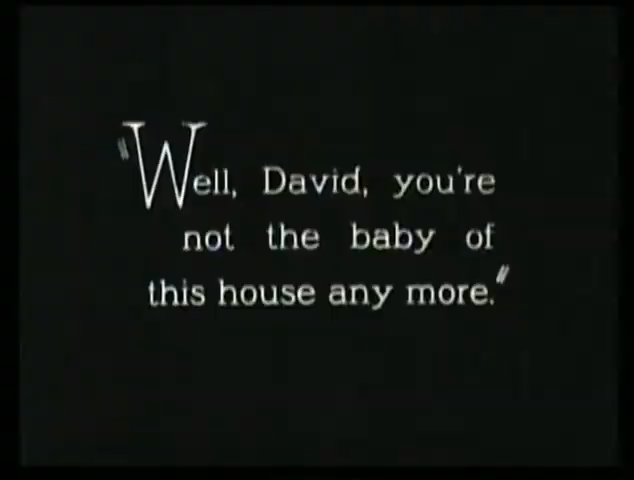 "Well, David, you're
not the baby of
this house any more."